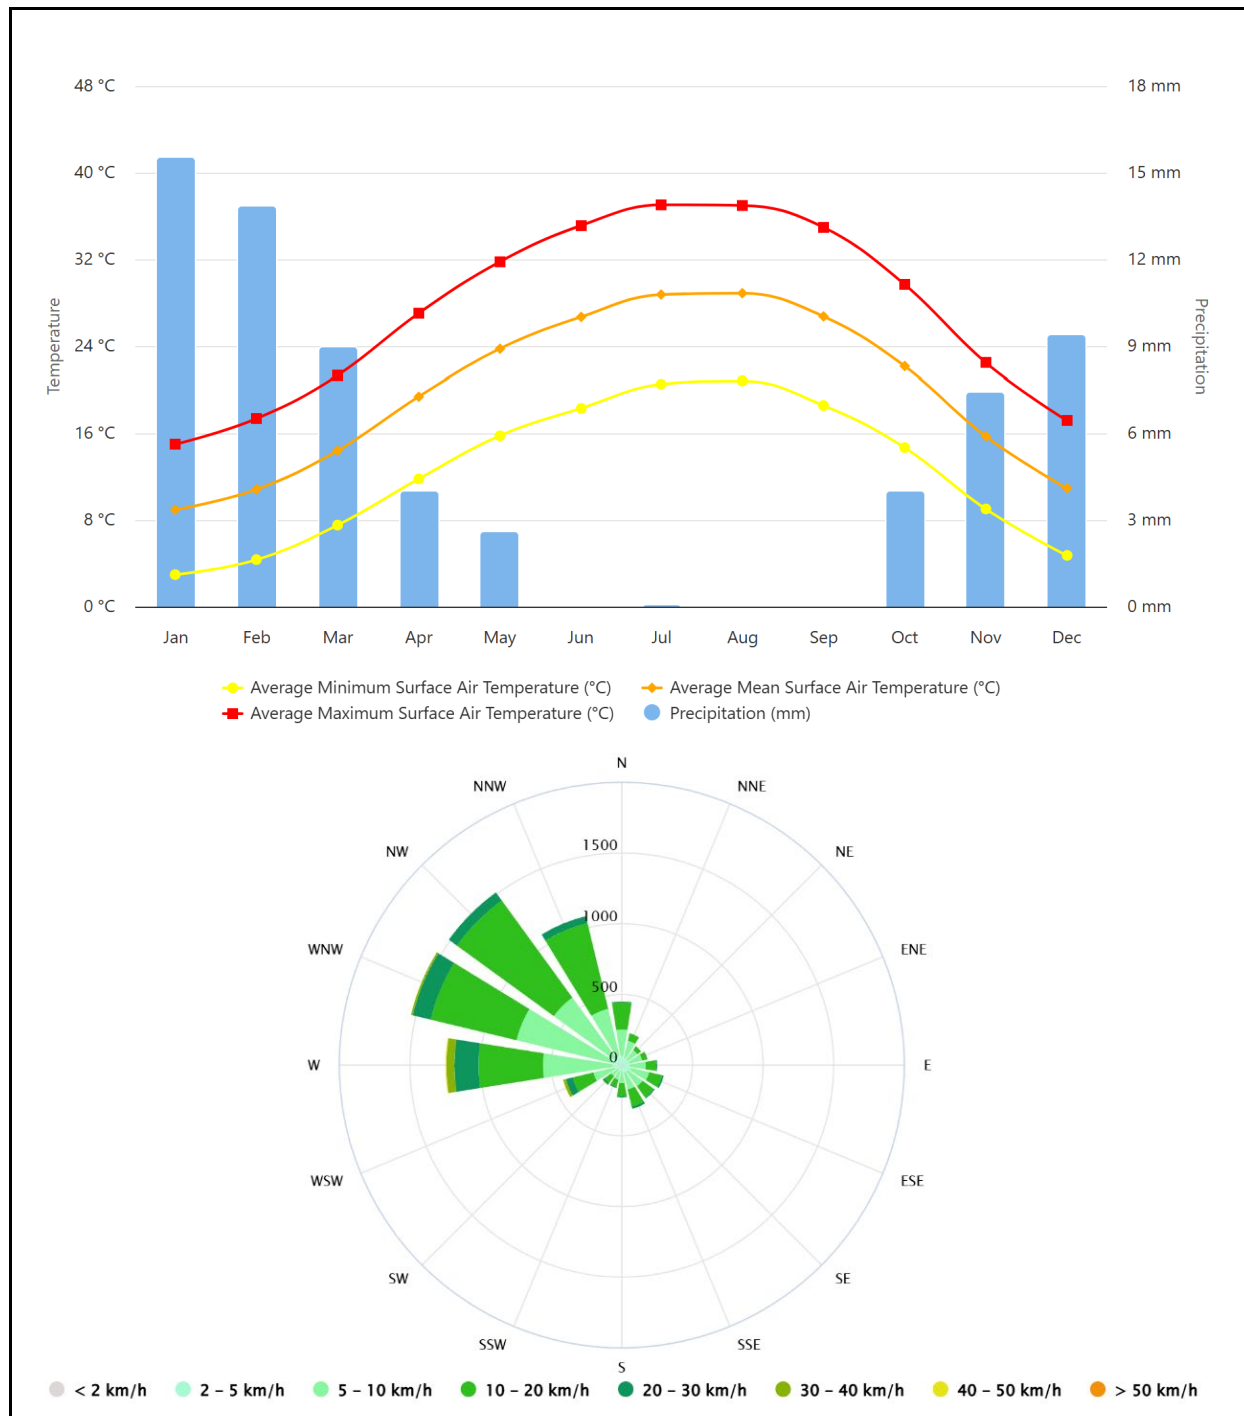 48 °C 18 mm
40 °C 15 mm
32 °C 12 mm
Temperature
Precipitation
24 °C 9 mm
16 °C 6 mm
8 °C 3 mm
0 °C 0 mm
Jan Feb Mar Apr May Jun Jul Aug Sep Oct Nov Dec
Average Minimum Surface Air Temperature (°C) Average Mean Surface Air Temperature (°C)
Average Maximum Surface Air Temperature (°C) Precipitation (mm)
N
NNW NNE
1500
NW NE
1000
WNW ENE
500
W 0 E
WSW ESE
SW SE
SSW SSE
S
< 2 km/h 2 – 5 km/h 5 – 10 km/h 10 – 20 km/h 20 – 30 km/h 30 – 40 km/h 40 – 50 km/h > 50 km/h